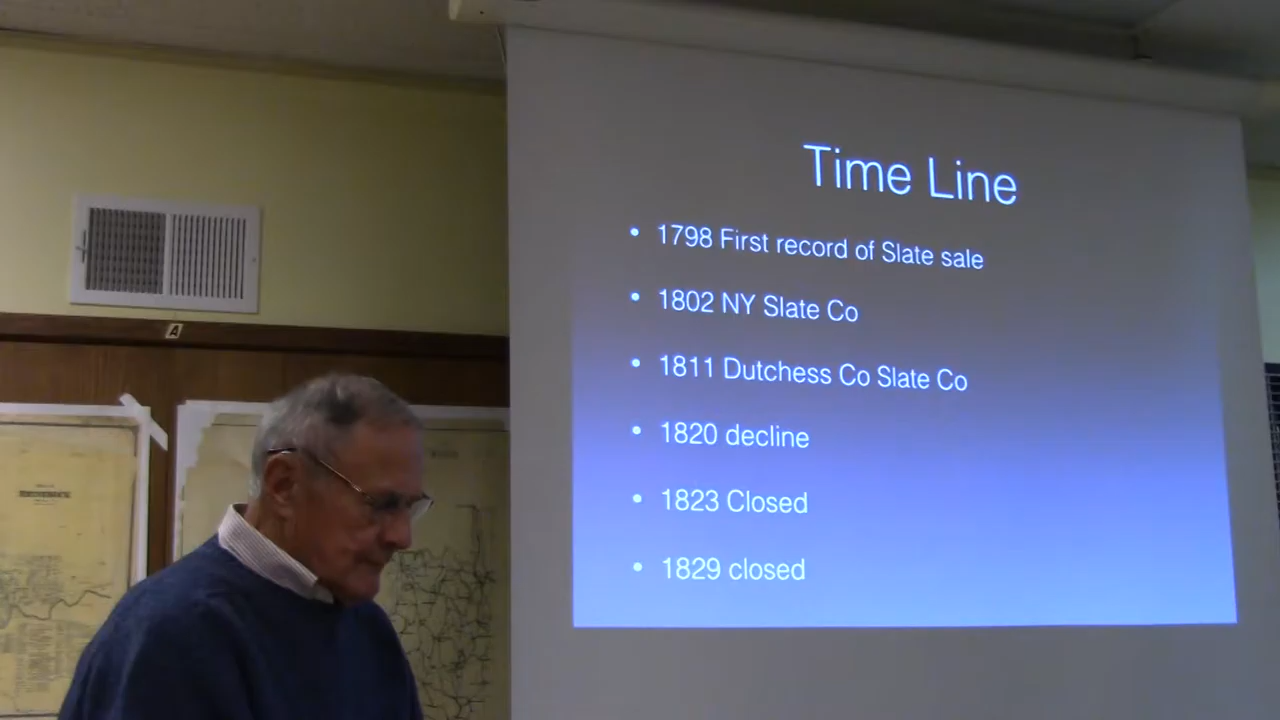 Time Line
• 1798 First record of Slate sale
• 1802 NY Slate Co
• 1811 Dutchess Co Slate Co
• 1820 decline
• 1823 Closed
• 1829 closed
A